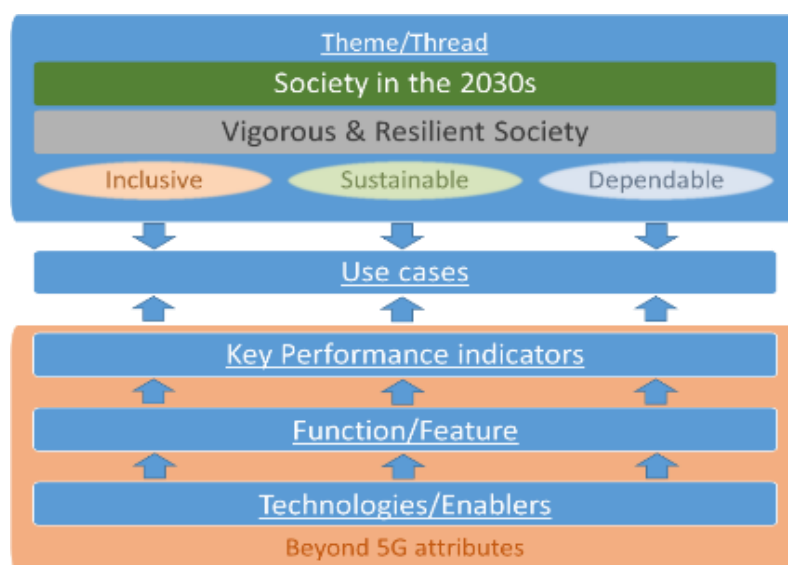 Theme/Thread
Society in the 2030s
Vigorous & Resilient Society
Inclusive Sustainable Dependable
Use cases
Key Performance indicators
Function/Feature
Technologies/Enablers
Beyond 5G attributes